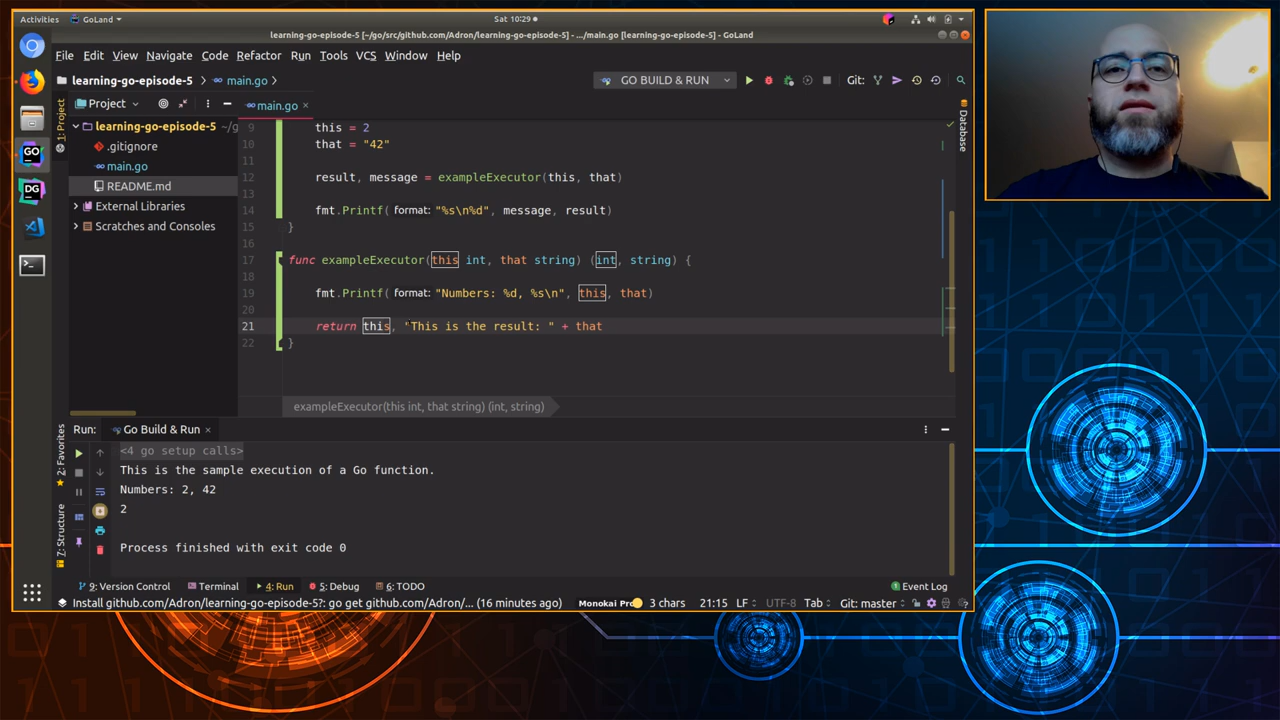 Activities GoLand Sat 10:29
learning-go-episode-5 [~/go/src/github.com/Adron/learning-go-episode-5] - .../main.go [learning-go-episode-5] - GoLand
File Edit View Navigate Code Refactor Run Tools VCS Window Help
learning-go-episode-5 main.go GO BUILD & RUN Git:
1: Project
Project main.go
Database
learning-go-episode-5 ~/g
.gitignore
main.go
README.md
External Libraries
Scratches and Consoles
9 this = 2
10 that = "42"
11
12 result, message = exampleExecutor(this, that)
13
14 fmt.Printf( format: "%s\n%d", message, result)
15 }
16
17 func exampleExecutor(this int, that string) (int, string) {
18
19 fmt.Printf( format: "Numbers: %d, %s\n", this, that)
20
21 return this, "This is the result: " + that
22 }
exampleExecutor(this int, that string) (int, string)
Run: Go Build & Run
2: Favorites
7: Structure
<4 go setup calls>
This is the sample execution of a Go function.
Numbers: 2, 42
2
Process finished with exit code 0
9: Version Control Terminal 4: Run 5: Debug 6: TODO Event Log
Install github.com/Adron/learning-go-episode-5?: go get github.com/Adron/... (16 minutes ago) Monokai Pro 3 chars 21:15 LF UTF-8 Tab Git: master
GO
DG